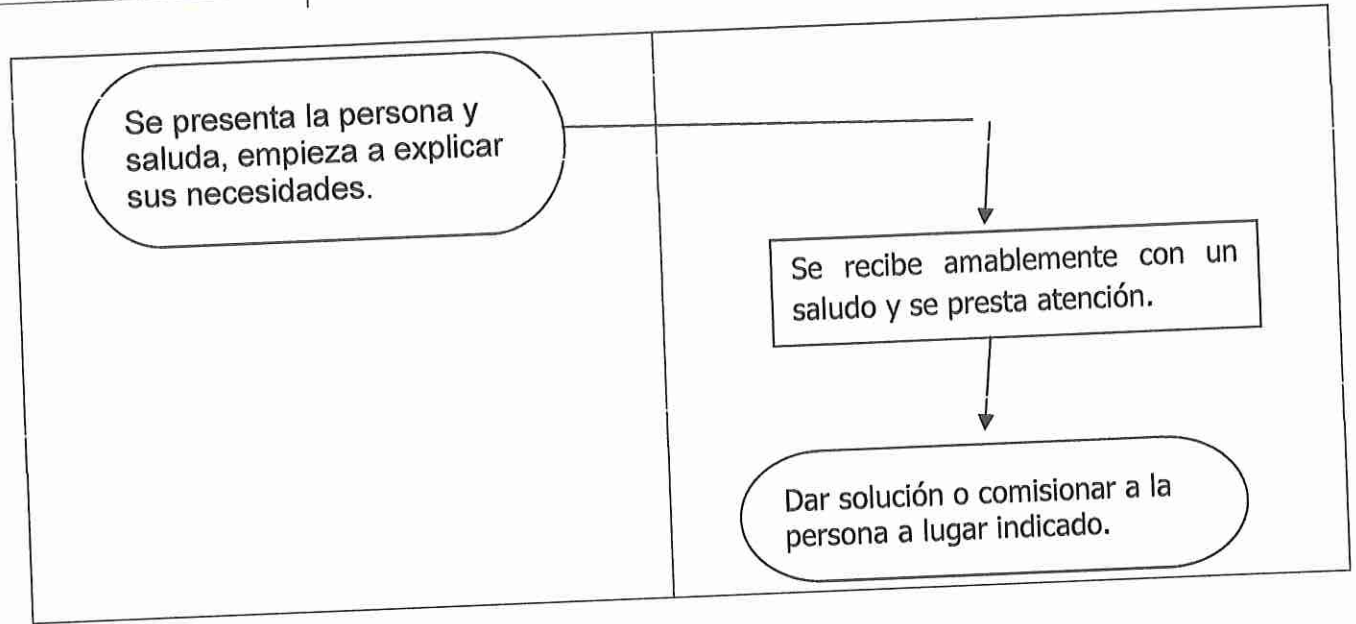 Se presenta la persona y
saluda, empieza a explicar
sus necesidades.
Se recibe amablemente con un
saludo y se presta atención.
Dar solución o comisionar a la
persona a lugar indicado.